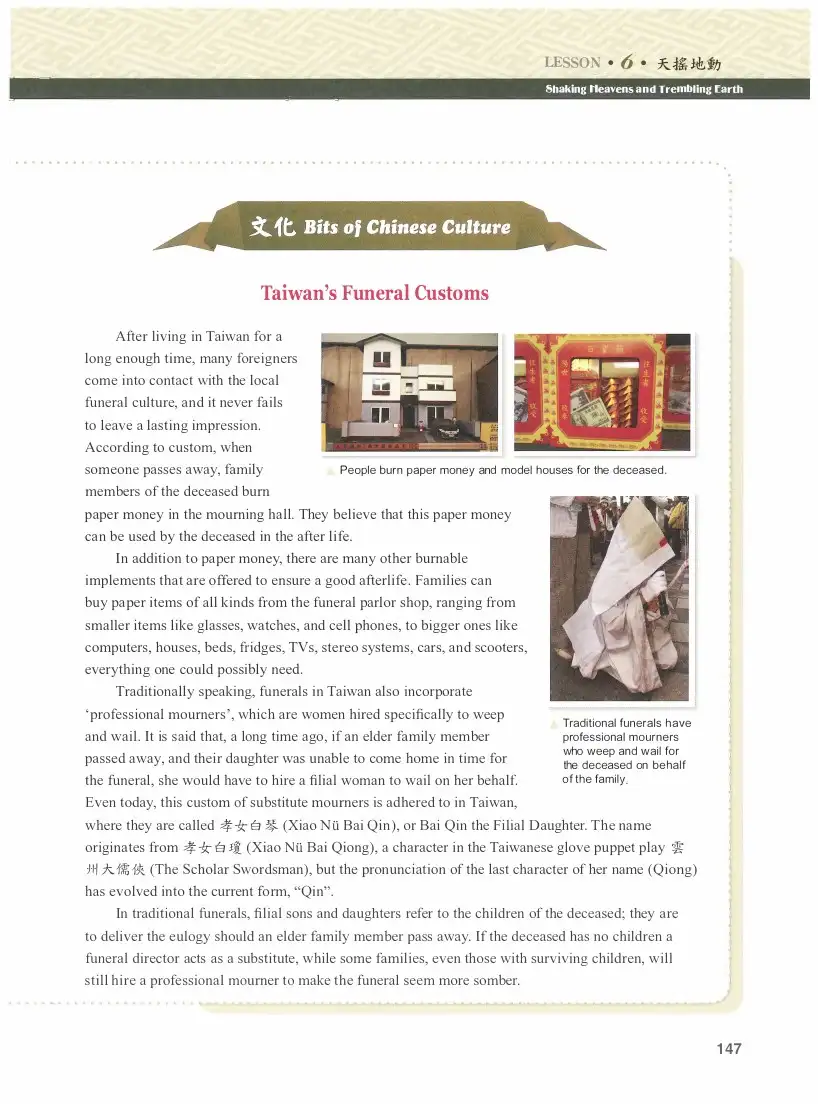 LESSON • 6 • 天搖地動
Shaking Heavens and Trembling Earth
文化 Bits of Chinese Culture
Taiwan's Funeral Customs
After living in Taiwan for a
long enough time, many foreigners
come into contact with the local
funeral culture, and it never fails
to leave a lasting impression.
According to custom, when
someone passes away, family
members of the deceased burn
paper money in the mourning hall. They believe that this paper money
can be used by the deceased in the after life.
People burn paper money and model houses for the deceased.
In addition to paper money, there are many other burnable
implements that are offered to ensure a good afterlife. Families can
buy paper items of all kinds from the funeral parlor shop, ranging from
smaller items like glasses, watches, and cell phones, to bigger ones like
computers, houses, beds, fridges, TVs, stereo systems, cars, and scooters,
everything one could possibly need.
Traditionally speaking, funerals in Taiwan also incorporate
‘professional mourners’, which are women hired specifically to weep
and wail. It is said that, a long time ago, if an elder family member
passed away, and their daughter was unable to come home in time for
the funeral, she would have to hire a filial woman to wail on her behalf.
Even today, this custom of substitute mourners is adhered to in Taiwan,
where they are called 孝女白琴 (Xiao Nü Bai Qin), or Bai Qin the Filial Daughter. The name
originates from 孝女白瓊 (Xiao Nü Bai Qiong), a character in the Taiwanese glove puppet play 雲
州大儒俠 (The Scholar Swordsman), but the pronunciation of the last character of her name (Qiong)
has evolved into the current form, “Qin”.
Traditional funerals have
professional mourners
who weep and wail for
the deceased on behalf
of the family.
In traditional funerals, filial sons and daughters refer to the children of the deceased; they are
to deliver the eulogy should an elder family member pass away. If the deceased has no children a
funeral director acts as a substitute, while some families, even those with surviving children, will
still hire a professional mourner to make the funeral seem more somber.
147